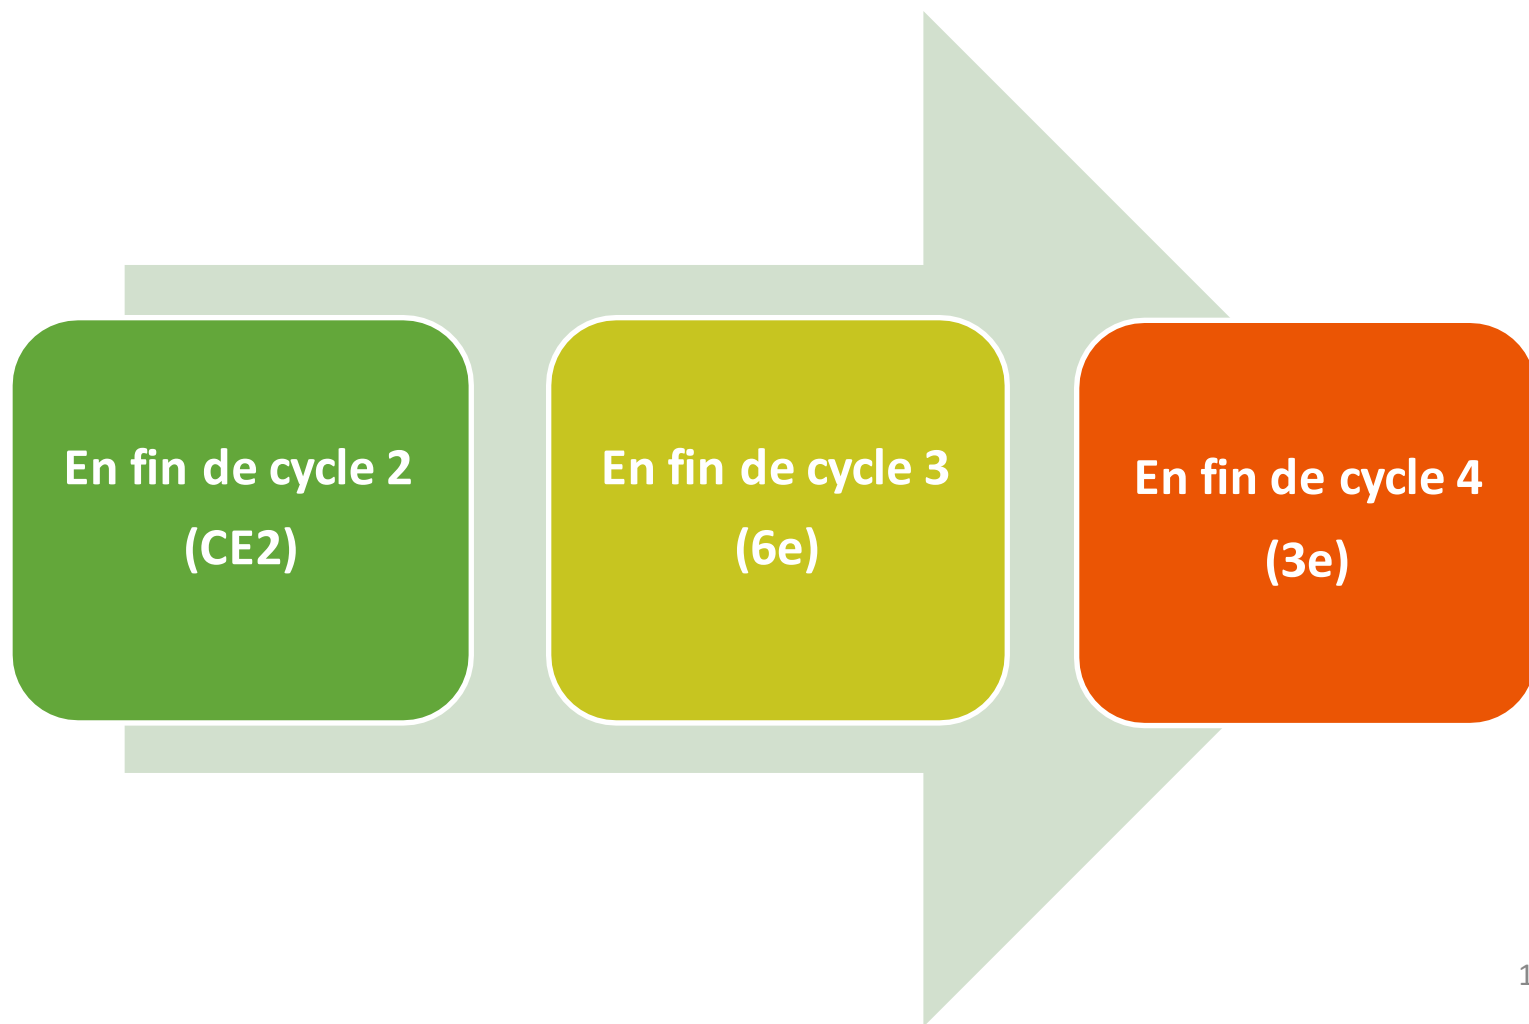 En fin de cycle 2
(CE2)
En fin de cycle 3
(6e)
En fin de cycle 4
(3e)
1